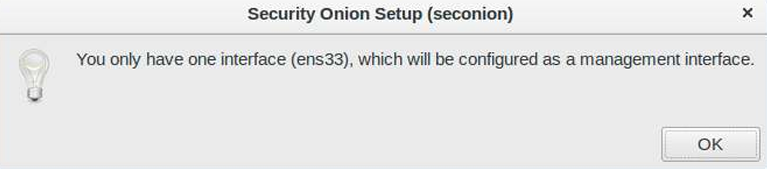 Security Onion Setup (seconion)
You only have one interface (ens33), which will be configured as a management interface.
OK